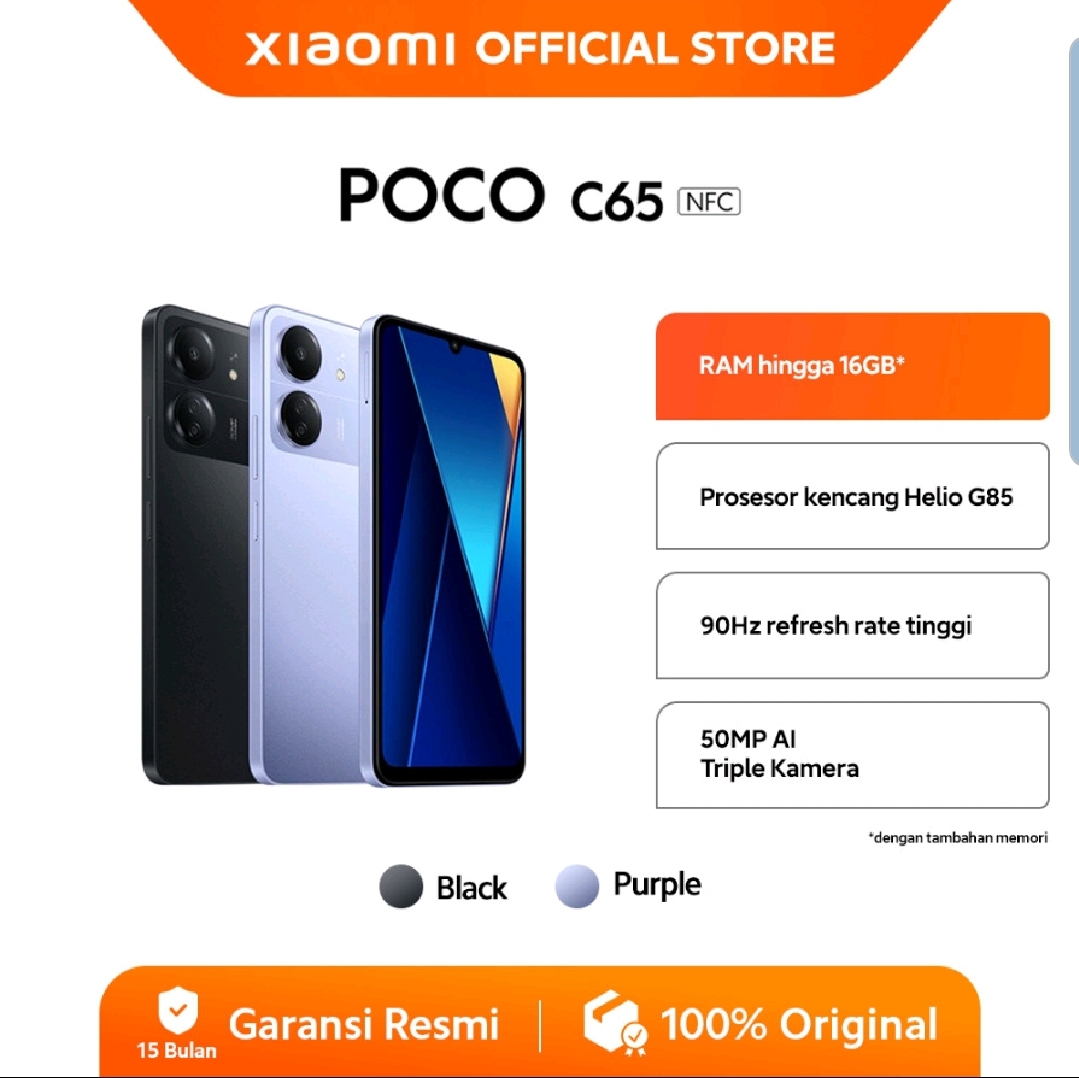 xiaomi OFFICIAL STORE
POCO C65 NFC
RAM hingga 16GB*
Prosesor kencang Helio G85
90Hz refresh rate tinggi
50MP AI
Triple Kamera
*dengan tambahan memori
Black
Purple
15 Bulan
Garansi Resmi
100% Original